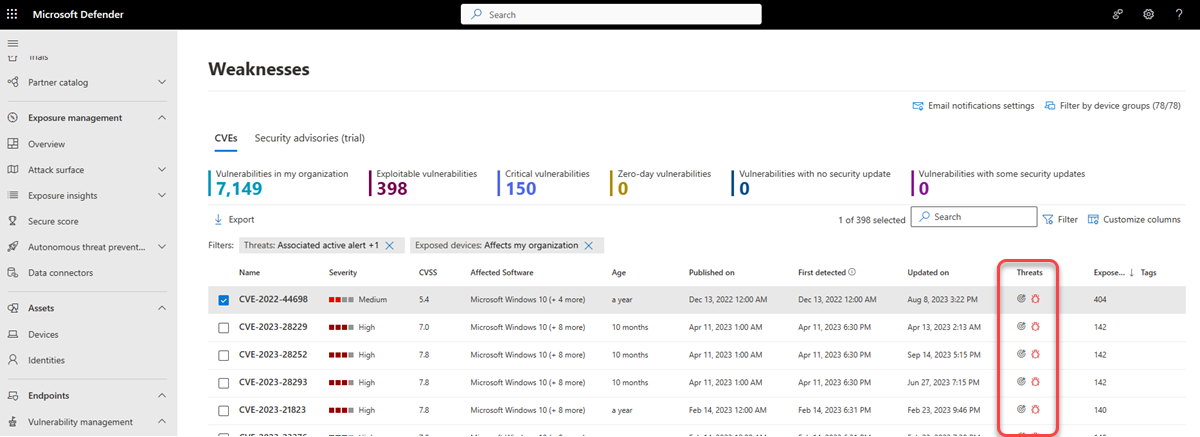 Microsoft Defender
Search
Trials
Partner catalog
Exposure management
Overview
Attack surface
Exposure insights
Secure score
Autonomous threat prevent...
Data connectors
Assets
Devices
Identities
Endpoints
Vulnerability management
Weaknesses
Email notifications settings Filter by device groups (78/78)
CVEs Security advisories (trial)
Vulnerabilities in my organization Exploitable vulnerabilities Critical vulnerabilities Zero-day vulnerabilities Vulnerabilities with no security update Vulnerabilities with some security updates
7,149 398 150 0 0 0
Export 1 of 398 selected Search Filter Customize columns
Filters: Threats: Associated active alert +1 Exposed devices: Affects my organization
Name Severity CVSS Affected Software Age Published on First detected Updated on Threats Expose... Tags
CVE-2022-44698 Medium 5.4 Microsoft Windows 10 (+ 4 more) a year Dec 13, 2022 12:00 AM Dec 13, 2022 12:00 AM Aug 8, 2023 3:22 PM 404
CVE-2023-28229 High 7.0 Microsoft Windows 10 (+ 8 more) 10 months Apr 11, 2023 1:00 AM Apr 11, 2023 6:30 PM Apr 13, 2023 2:13 AM 142
CVE-2023-28252 High 7.8 Microsoft Windows 10 (+ 8 more) 10 months Apr 11, 2023 1:00 AM Apr 11, 2023 6:30 PM Sep 14, 2023 5:15 PM 142
CVE-2023-28293 High 7.8 Microsoft Windows 10 (+ 8 more) 10 months Apr 11, 2023 1:00 AM Apr 11, 2023 6:30 PM Jun 27, 2023 7:15 PM 142
CVE-2023-21823 High 7.8 Microsoft Windows 10 (+ 8 more) a year Feb 14, 2023 12:00 AM Feb 14, 2023 6:31 PM Feb 23, 2023 9:46 PM 140